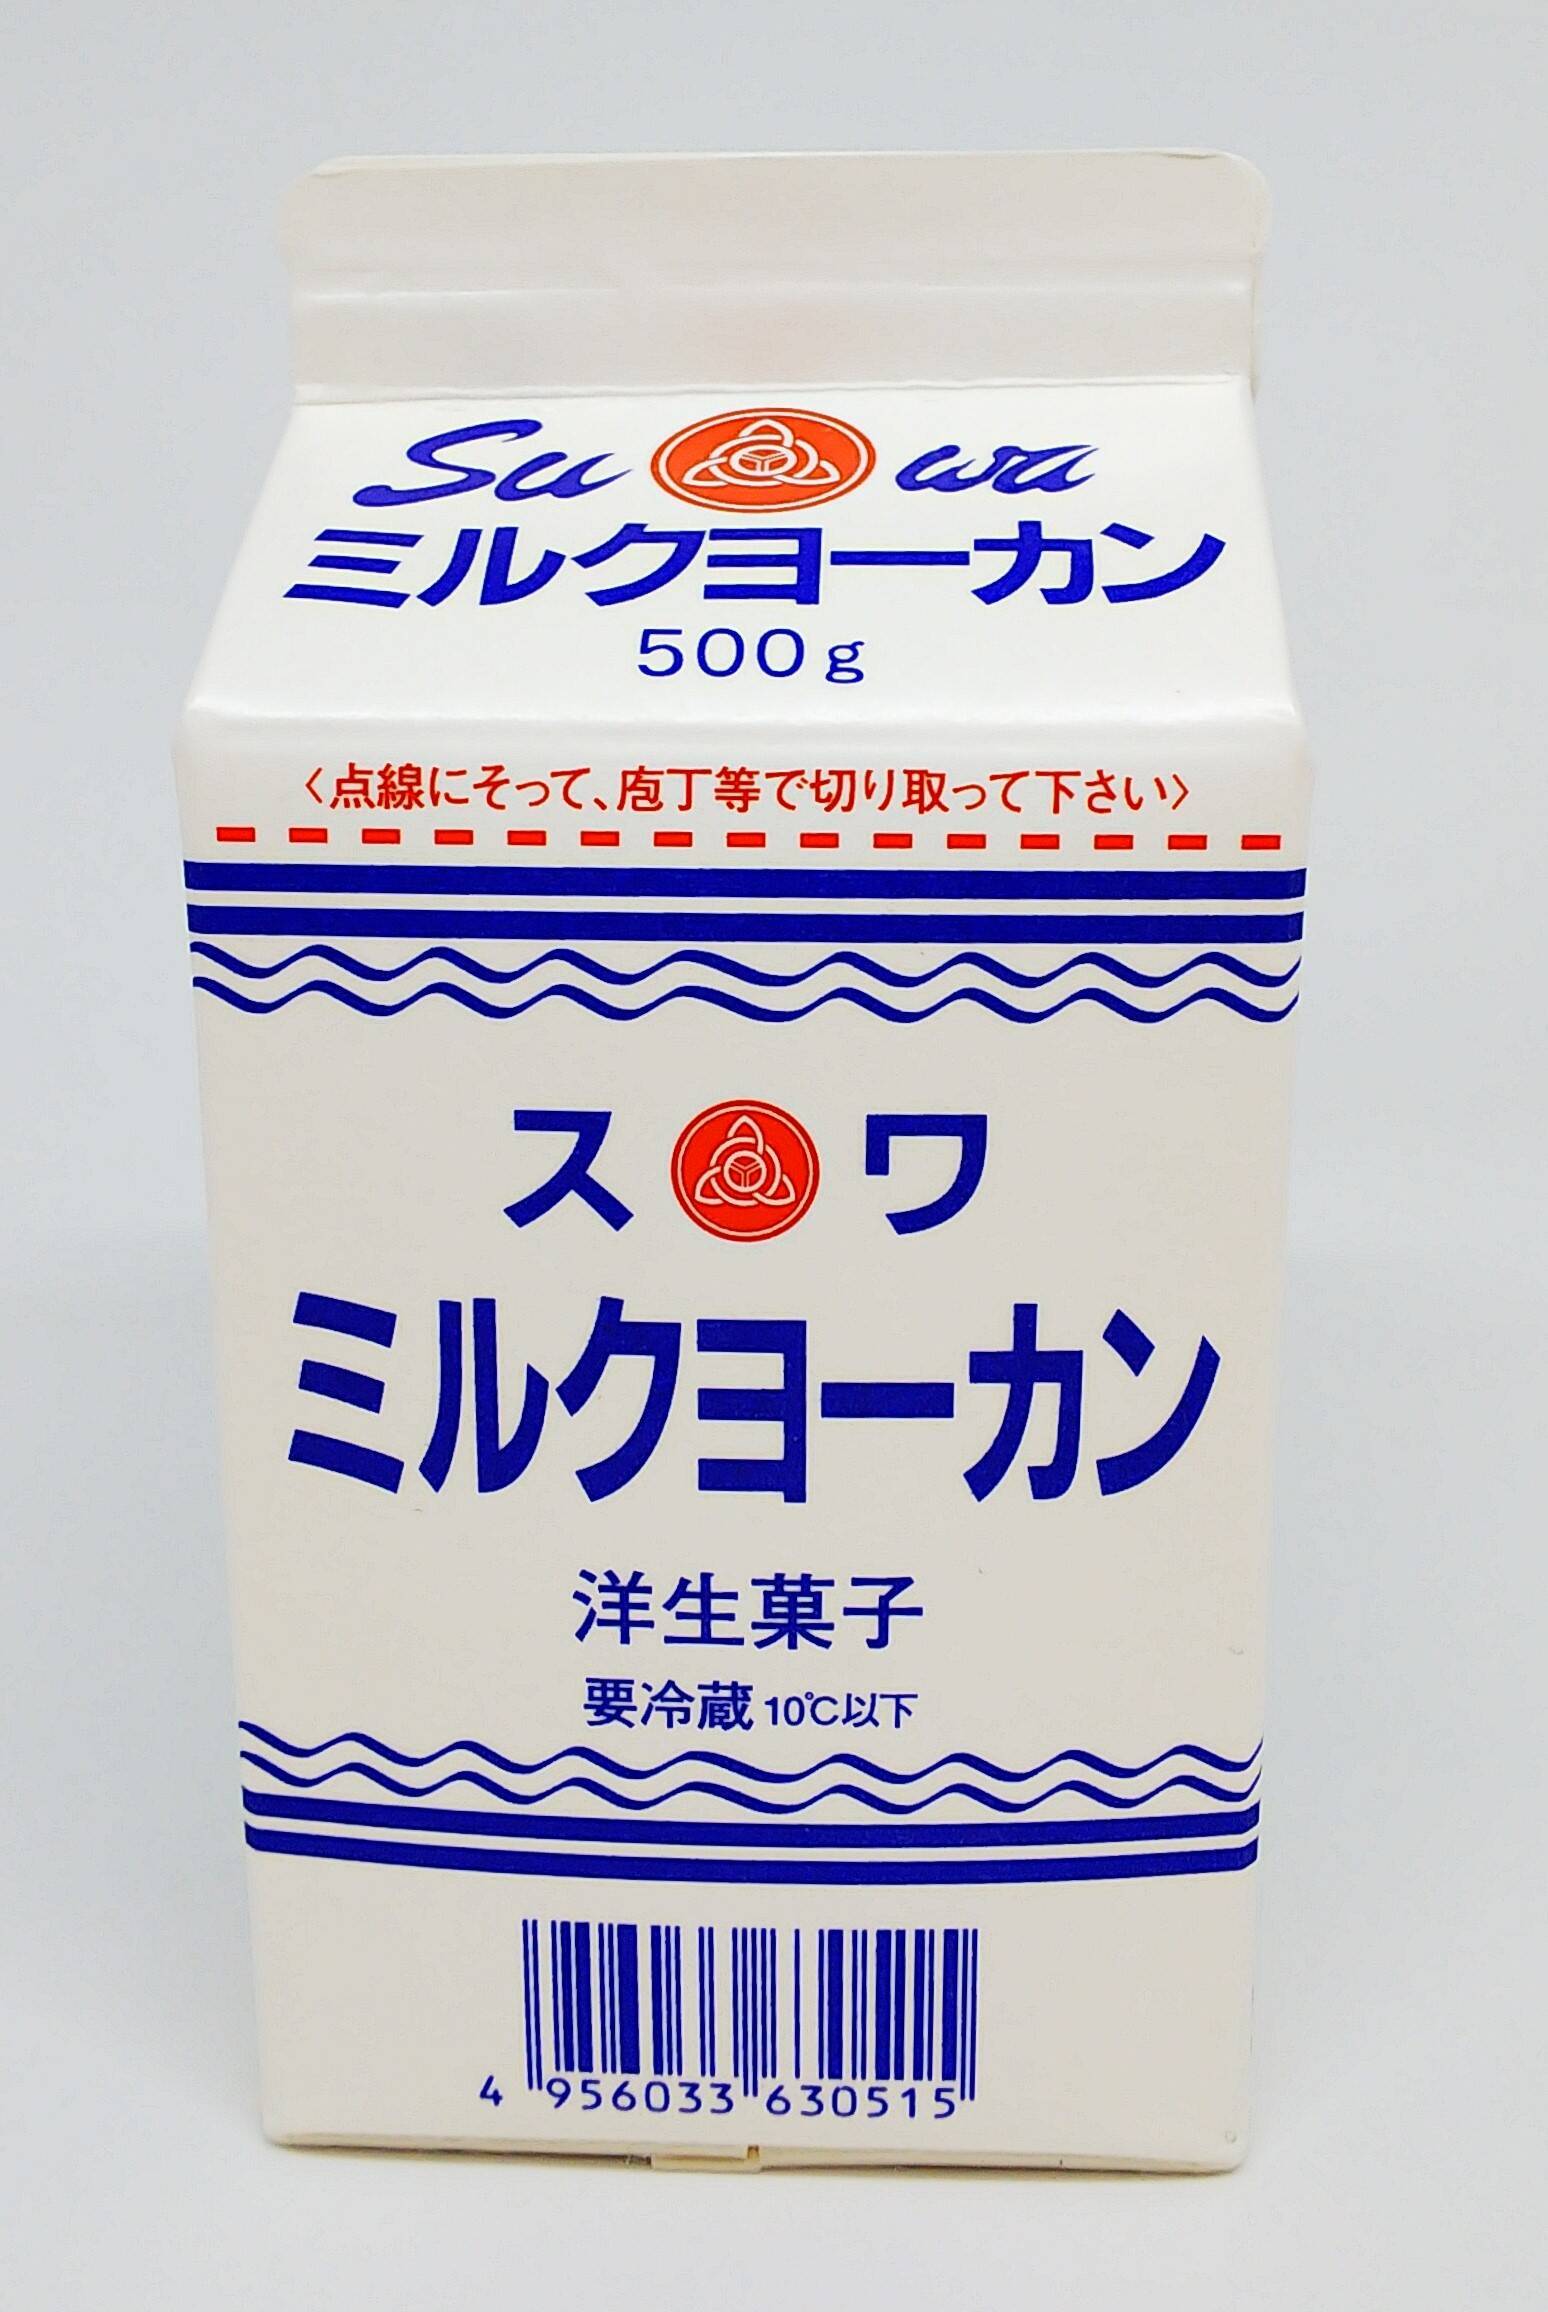 Suwa
ミルクヨーカン
500g
〈点線にそって、庖丁等で切り取って下さい〉
スワ
ミルクヨーカン
洋生菓子
要冷蔵 10℃以下
4 956033 630515